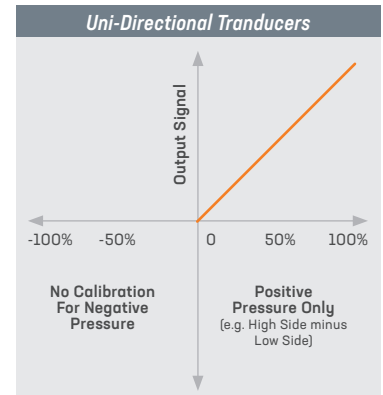 Uni-Directional Tranducers
Output Signal
-100% -50% 0 50% 100%
No Calibration
For Negative
Pressure
Positive
Pressure Only
(e.g. High Side minus
Low Side)